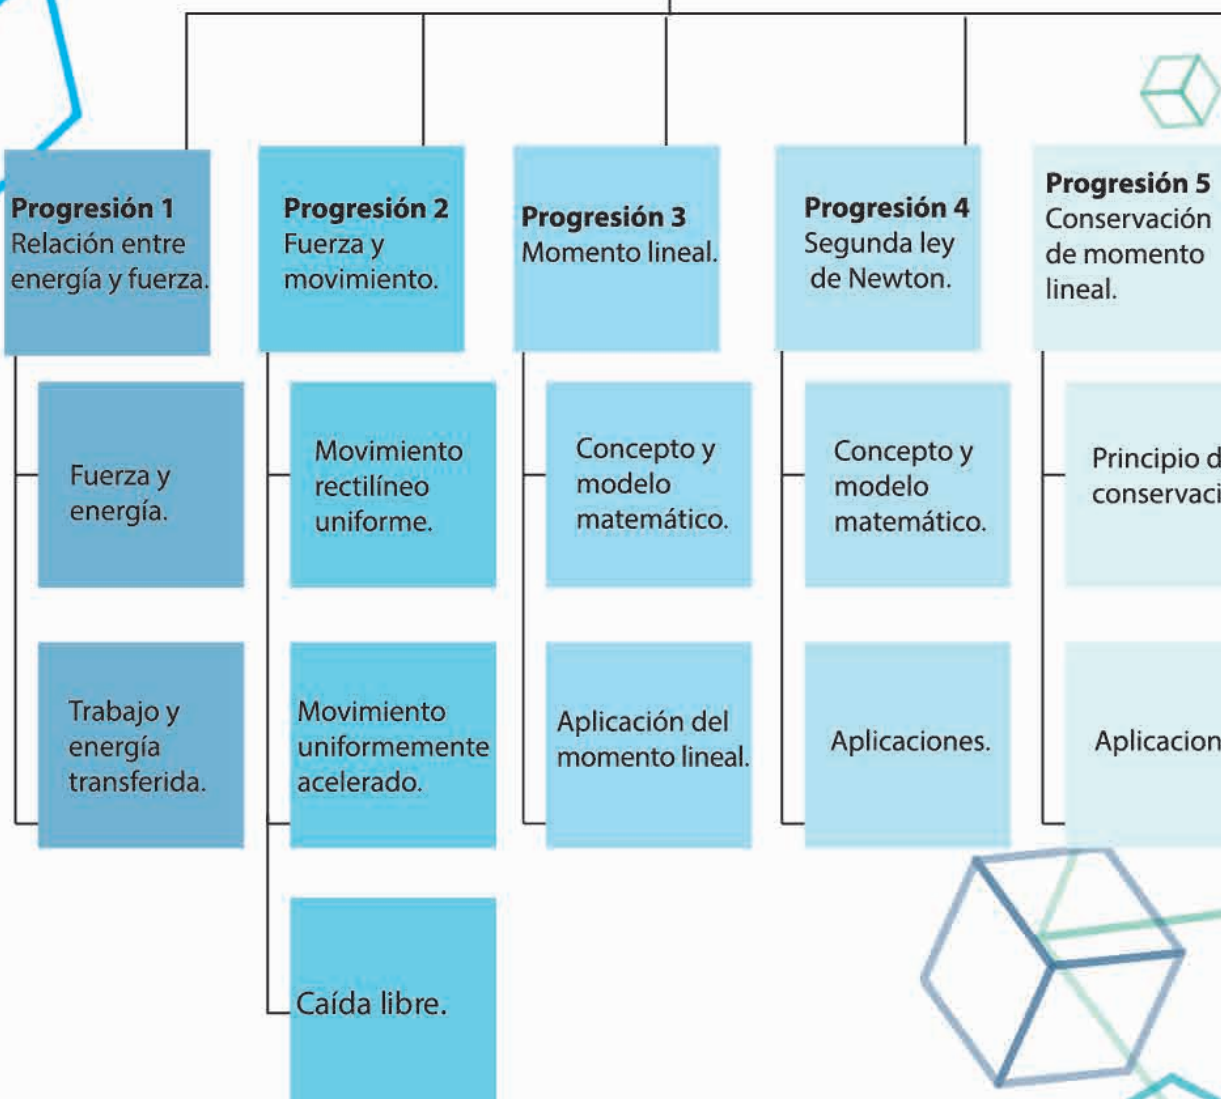 Progresión 1
Relación entre
energía y fuerza.
Progresión 2
Fuerza y
movimiento.
Progresión 3
Momento lineal.
Progresión 4
Segunda ley
de Newton.
Progresión 5
Conservación
de momento
lineal.
Fuerza y
energía.
Movimiento
rectilíneo
uniforme.
Concepto y
modelo
matemático.
Concepto y
modelo
matemático.
Principio
Trabajo y
energía
transferida.
Movimiento
uniformemente
acelerado.
Aplicación del
momento lineal.
Aplicaciones.
Caída libre.